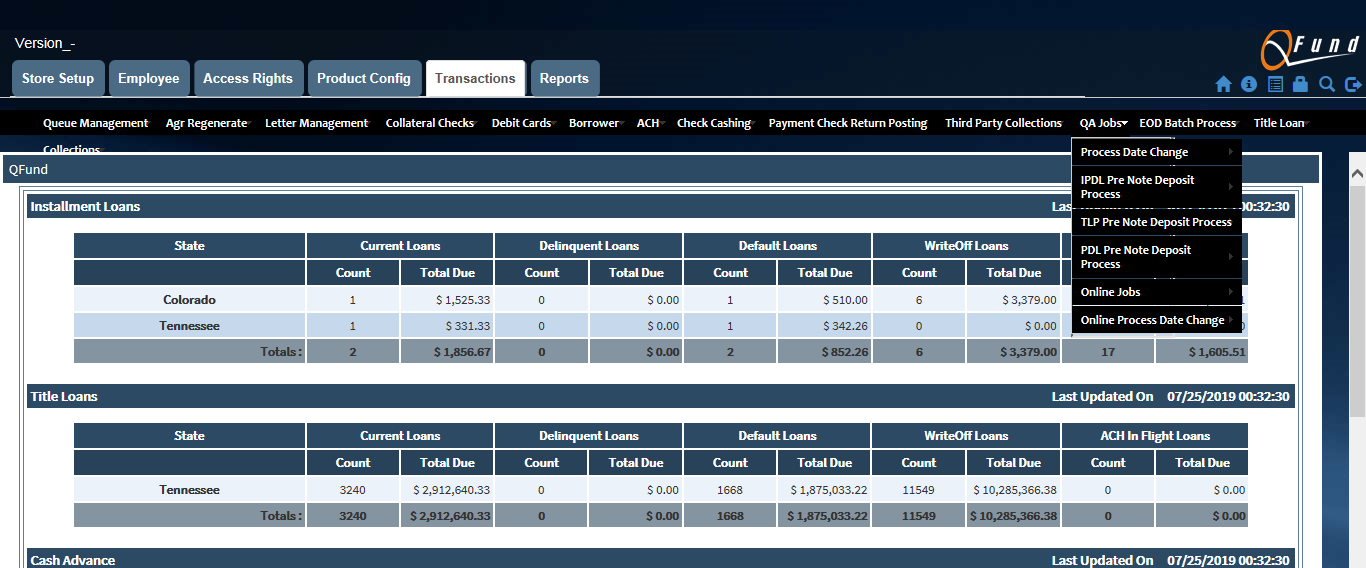 Version_-
QFund
Store Setup Employee Access Rights Product Config Transactions Reports
Queue Management Agr Regenerate Letter Management Collateral Checks Debit Cards Borrower ACH Check Cashing Payment Check Return Posting Third Party Collections QA Jobs EOD Batch Process Title Loan
Collections
Process Date Change
IPDL Pre Note Deposit
Process
TLP Pre Note Deposit Process
PDL Pre Note Deposit
Process
Online Jobs
Online Process Date Change
QFund
Installment Loans Las 00:32:30
State Current Loans Delinquent Loans Default Loans WriteOff Loans
Count Total Due Count Total Due Count Total Due Count Total Due
Colorado 1 $ 1,525.33 0 $ 0.00 1 $ 510.00 6 $ 3,379.00
Tennessee 1 $ 331.33 0 $ 0.00 1 $ 342.26 0 $ 0.00
Totals : 2 $ 1,856.67 0 $ 0.00 2 $ 852.26 6 $ 3,379.00 17 $ 1,605.51
Title Loans Last Updated On 07/25/2019 00:32:30
State Current Loans Delinquent Loans Default Loans WriteOff Loans ACH In Flight Loans
Count Total Due Count Total Due Count Total Due Count Total Due Count Total Due
Tennessee 3240 $ 2,912,640.33 0 $ 0.00 1668 $ 1,875,033.22 11549 $ 10,285,366.38 0 $ 0.00
Totals : 3240 $ 2,912,640.33 0 $ 0.00 1668 $ 1,875,033.22 11549 $ 10,285,366.38 0 $ 0.00
Cash Advance Last Updated On 07/25/2019 00:32:30